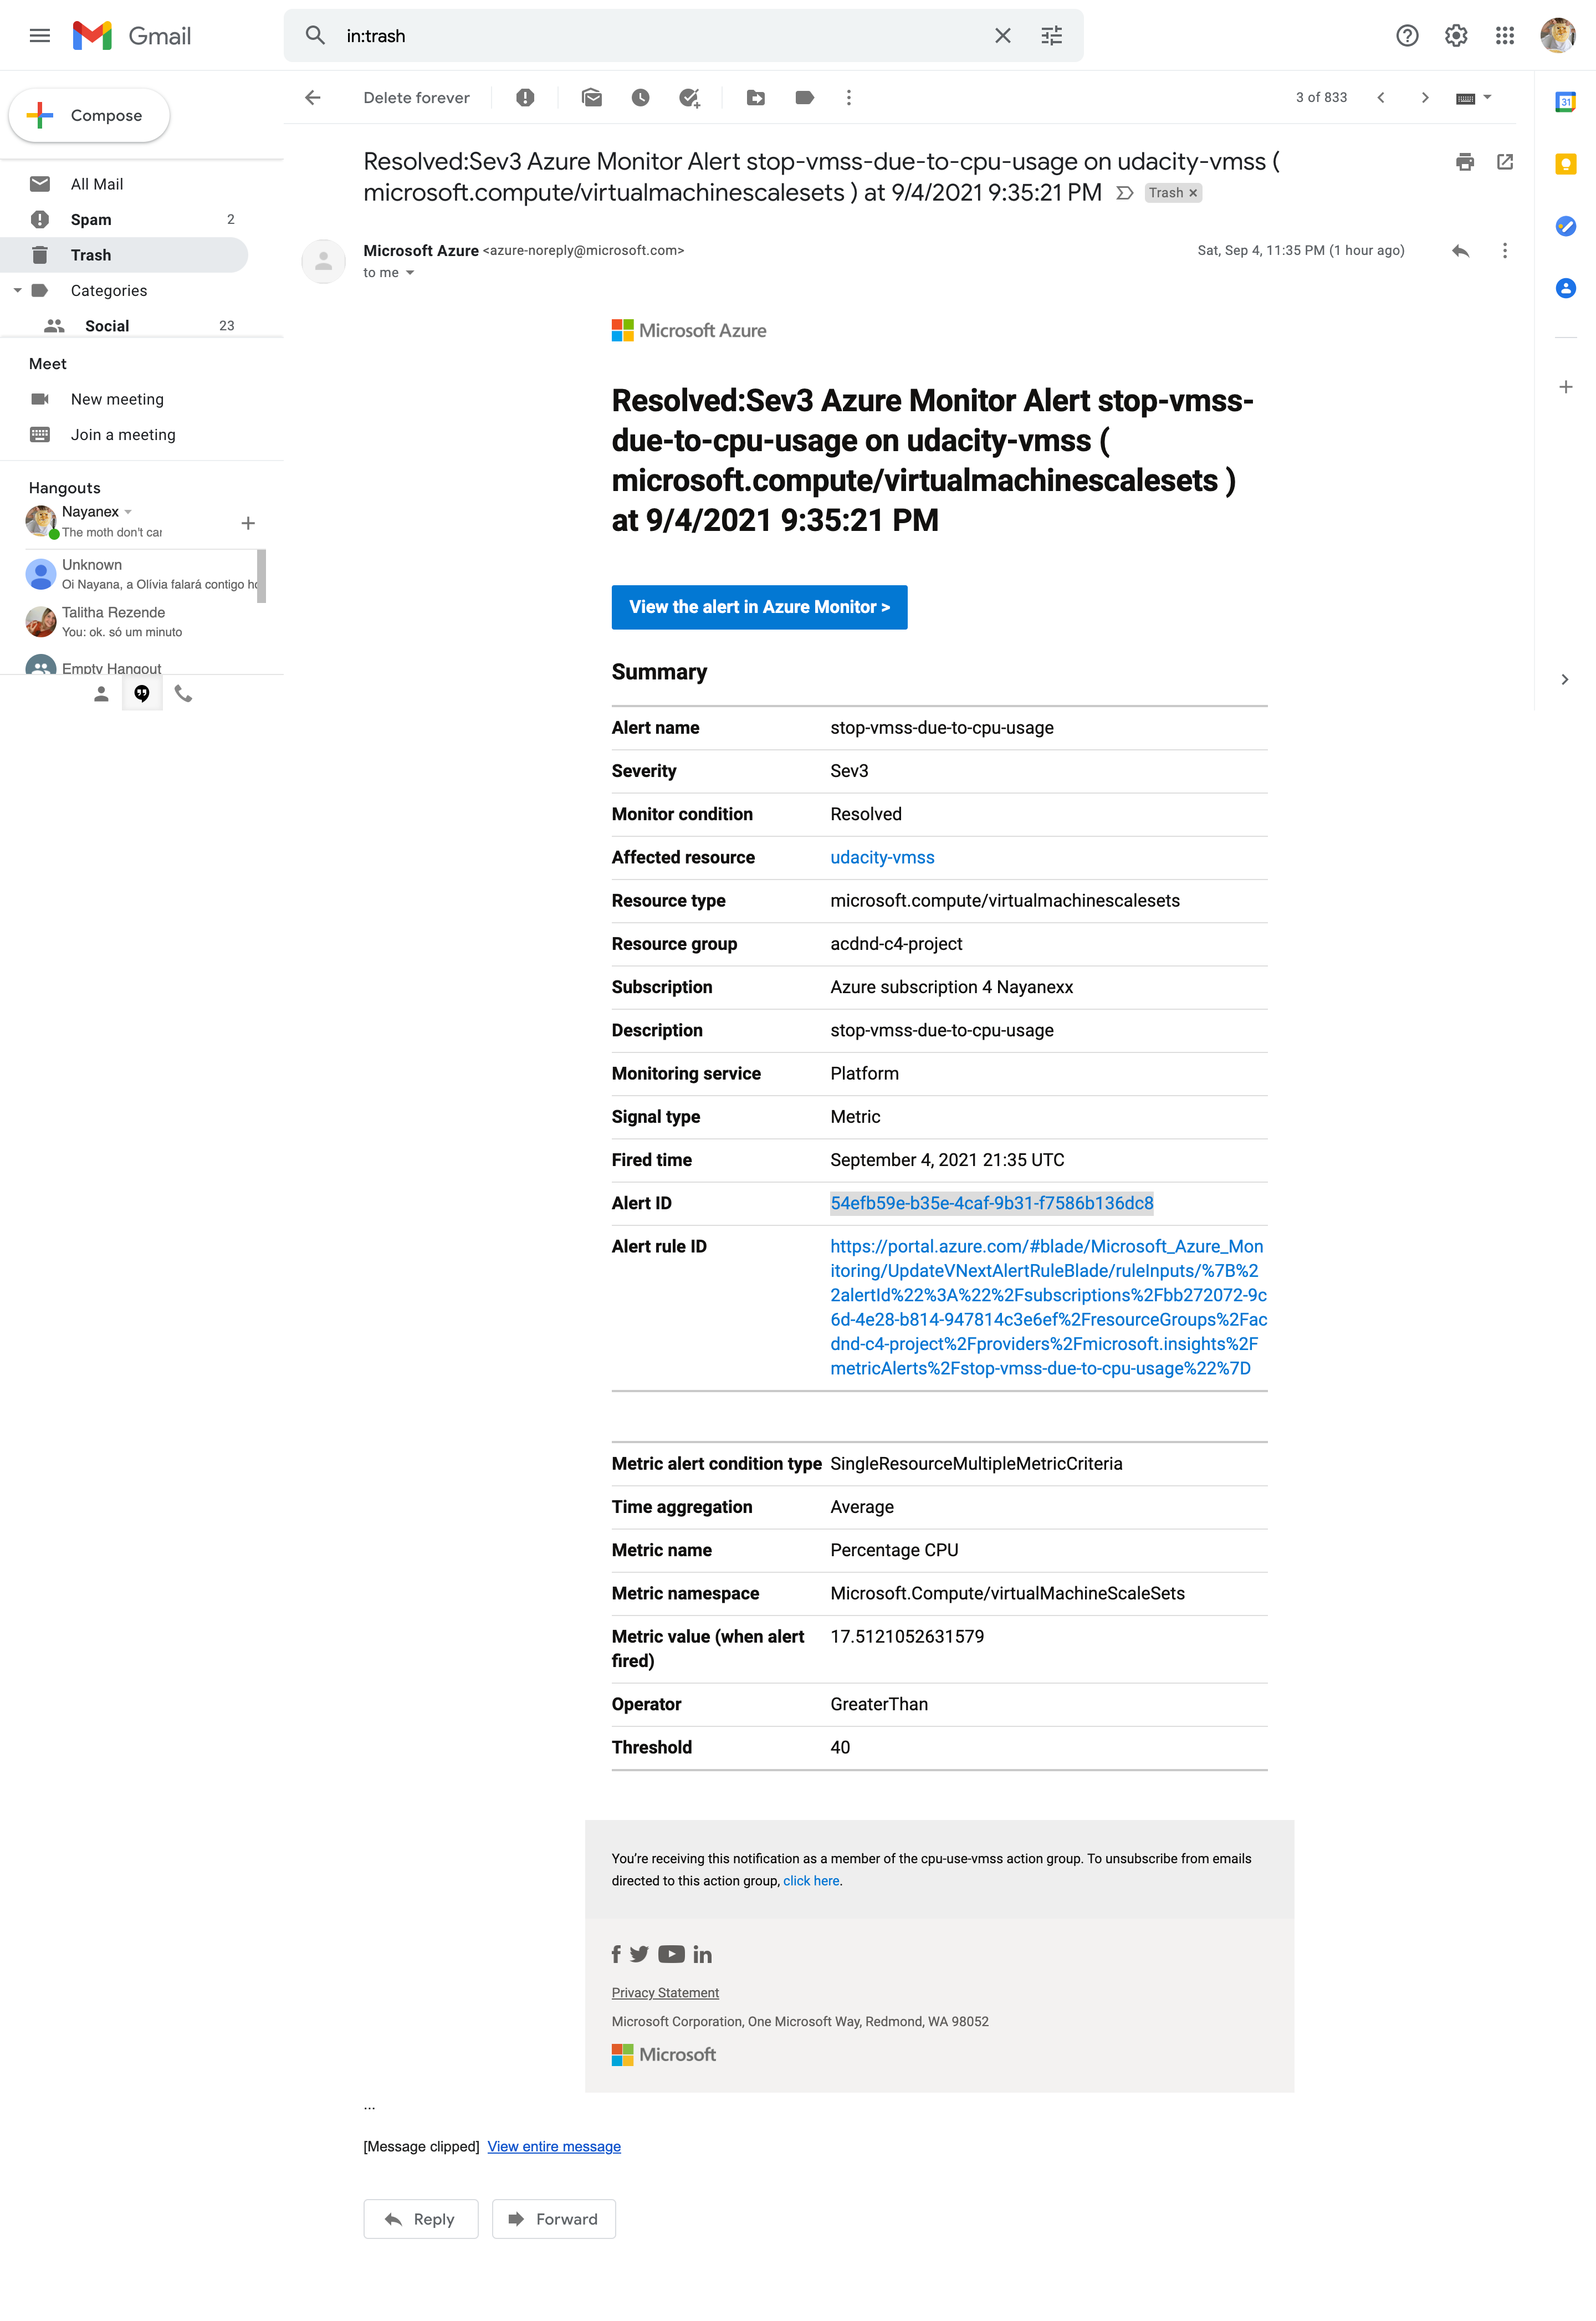 Gmail
in:trash
Compose
Delete forever
3 of 833
31
All Mail
Spam 2
Trash
Categories
Social 23
Meet
New meeting
Join a meeting
Hangouts
Nayanex
The moth don't car
Unknown
Oi Nayana, a Olívia falará contigo ho
Talitha Rezende
You: ok. só um minuto
Empty Hangout
Resolved:Sev3 Azure Monitor Alert stop-vmss-due-to-cpu-usage on udacity-vmss (
microsoft.compute/virtualmachinescalesets ) at 9/4/2021 9:35:21 PM Trash
Microsoft Azure <azure-noreply@microsoft.com> Sat, Sep 4, 11:35 PM (1 hour ago)
to me
Microsoft Azure
Resolved:Sev3 Azure Monitor Alert stop-vmss-
due-to-cpu-usage on udacity-vmss (
microsoft.compute/virtualmachinescalesets )
at 9/4/2021 9:35:21 PM
View the alert in Azure Monitor >
Summary
Alert name stop-vmss-due-to-cpu-usage
Severity Sev3
Monitor condition Resolved
Affected resource udacity-vmss
Resource type microsoft.compute/virtualmachinescalesets
Resource group acdnd-c4-project
Subscription Azure subscription 4 Nayanexx
Description stop-vmss-due-to-cpu-usage
Monitoring service Platform
Signal type Metric
Fired time September 4, 2021 21:35 UTC
Alert ID 54efb59e-b35e-4caf-9b31-f7586b136dc8
Alert rule ID https://portal.azure.com/#blade/Microsoft_Azure_Mon
itoring/UpdateVNextAlertRuleBlade/ruleInputs/%7B%2
2alertId%22%3A%22%2Fsubscriptions%2Fbb272072-9c
6d-4e28-b814-947814c3e6ef%2FresourceGroups%2Fac
dnd-c4-project%2Fproviders%2Fmicrosoft.insights%2F
metricAlerts%2Fstop-vmss-due-to-cpu-usage%22%7D
Metric alert condition type SingleResourceMultipleMetricCriteria
Time aggregation Average
Metric name Percentage CPU
Metric namespace Microsoft.Compute/virtualMachineScaleSets
Metric value (when alert 17.5121052631579
fired)
Operator GreaterThan
Threshold 40
You're receiving this notification as a member of the cpu-use-vmss action group. To unsubscribe from emails
directed to this action group, click here.
Privacy Statement
Microsoft Corporation, One Microsoft Way, Redmond, WA 98052
Microsoft
...
[Message clipped] View entire message
Reply Forward